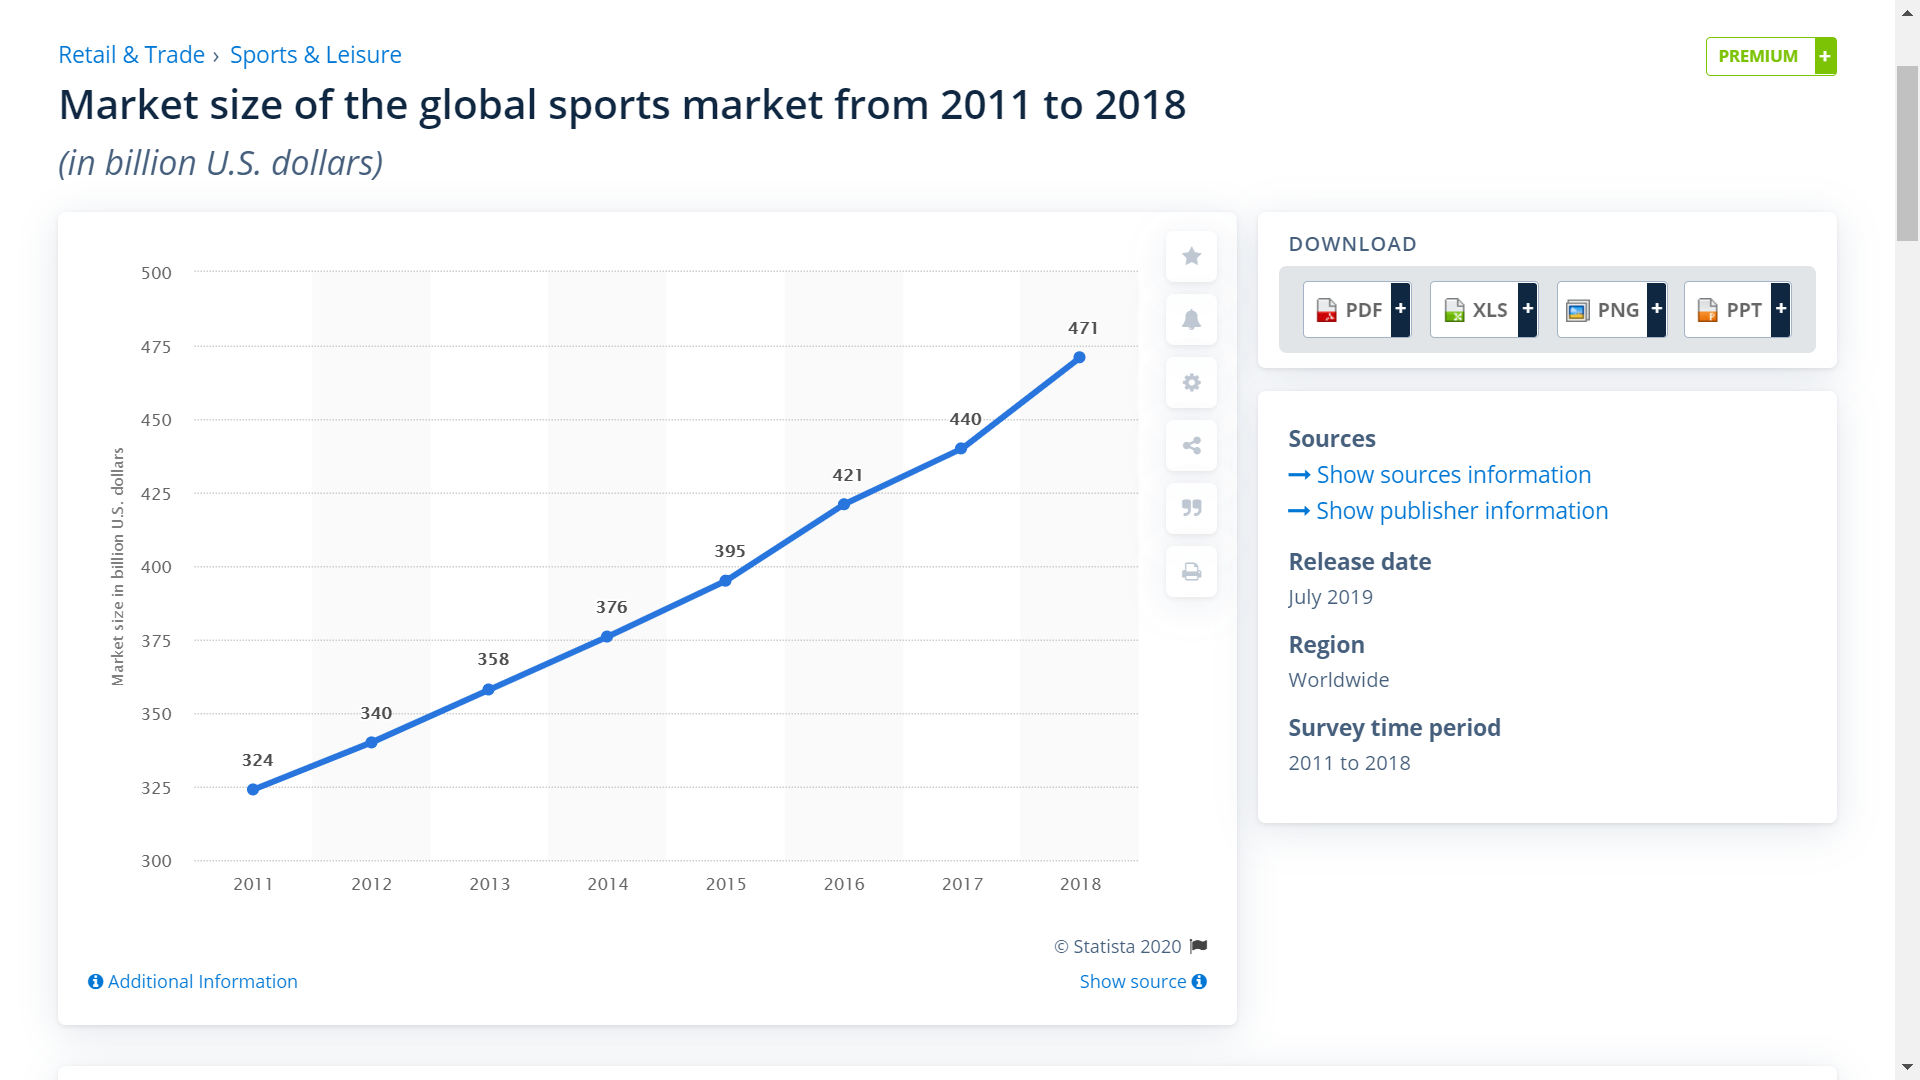 Retail & Trade › Sports & Leisure
PREMIUM +
Market size of the global sports market from 2011 to 2018
(in billion U.S. dollars)
Market size in billion U.S. dollars
500
475
450
425
400
375
350
325
300
324
340
358
376
395
421
440
471
2011
2012
2013
2014
2015
2016
2017
2018
© Statista 2020
Additional Information
Show source
DOWNLOAD
PDF +
XLS +
PNG +
PPT +
Sources
→ Show sources information
→ Show publisher information
Release date
July 2019
Region
Worldwide
Survey time period
2011 to 2018